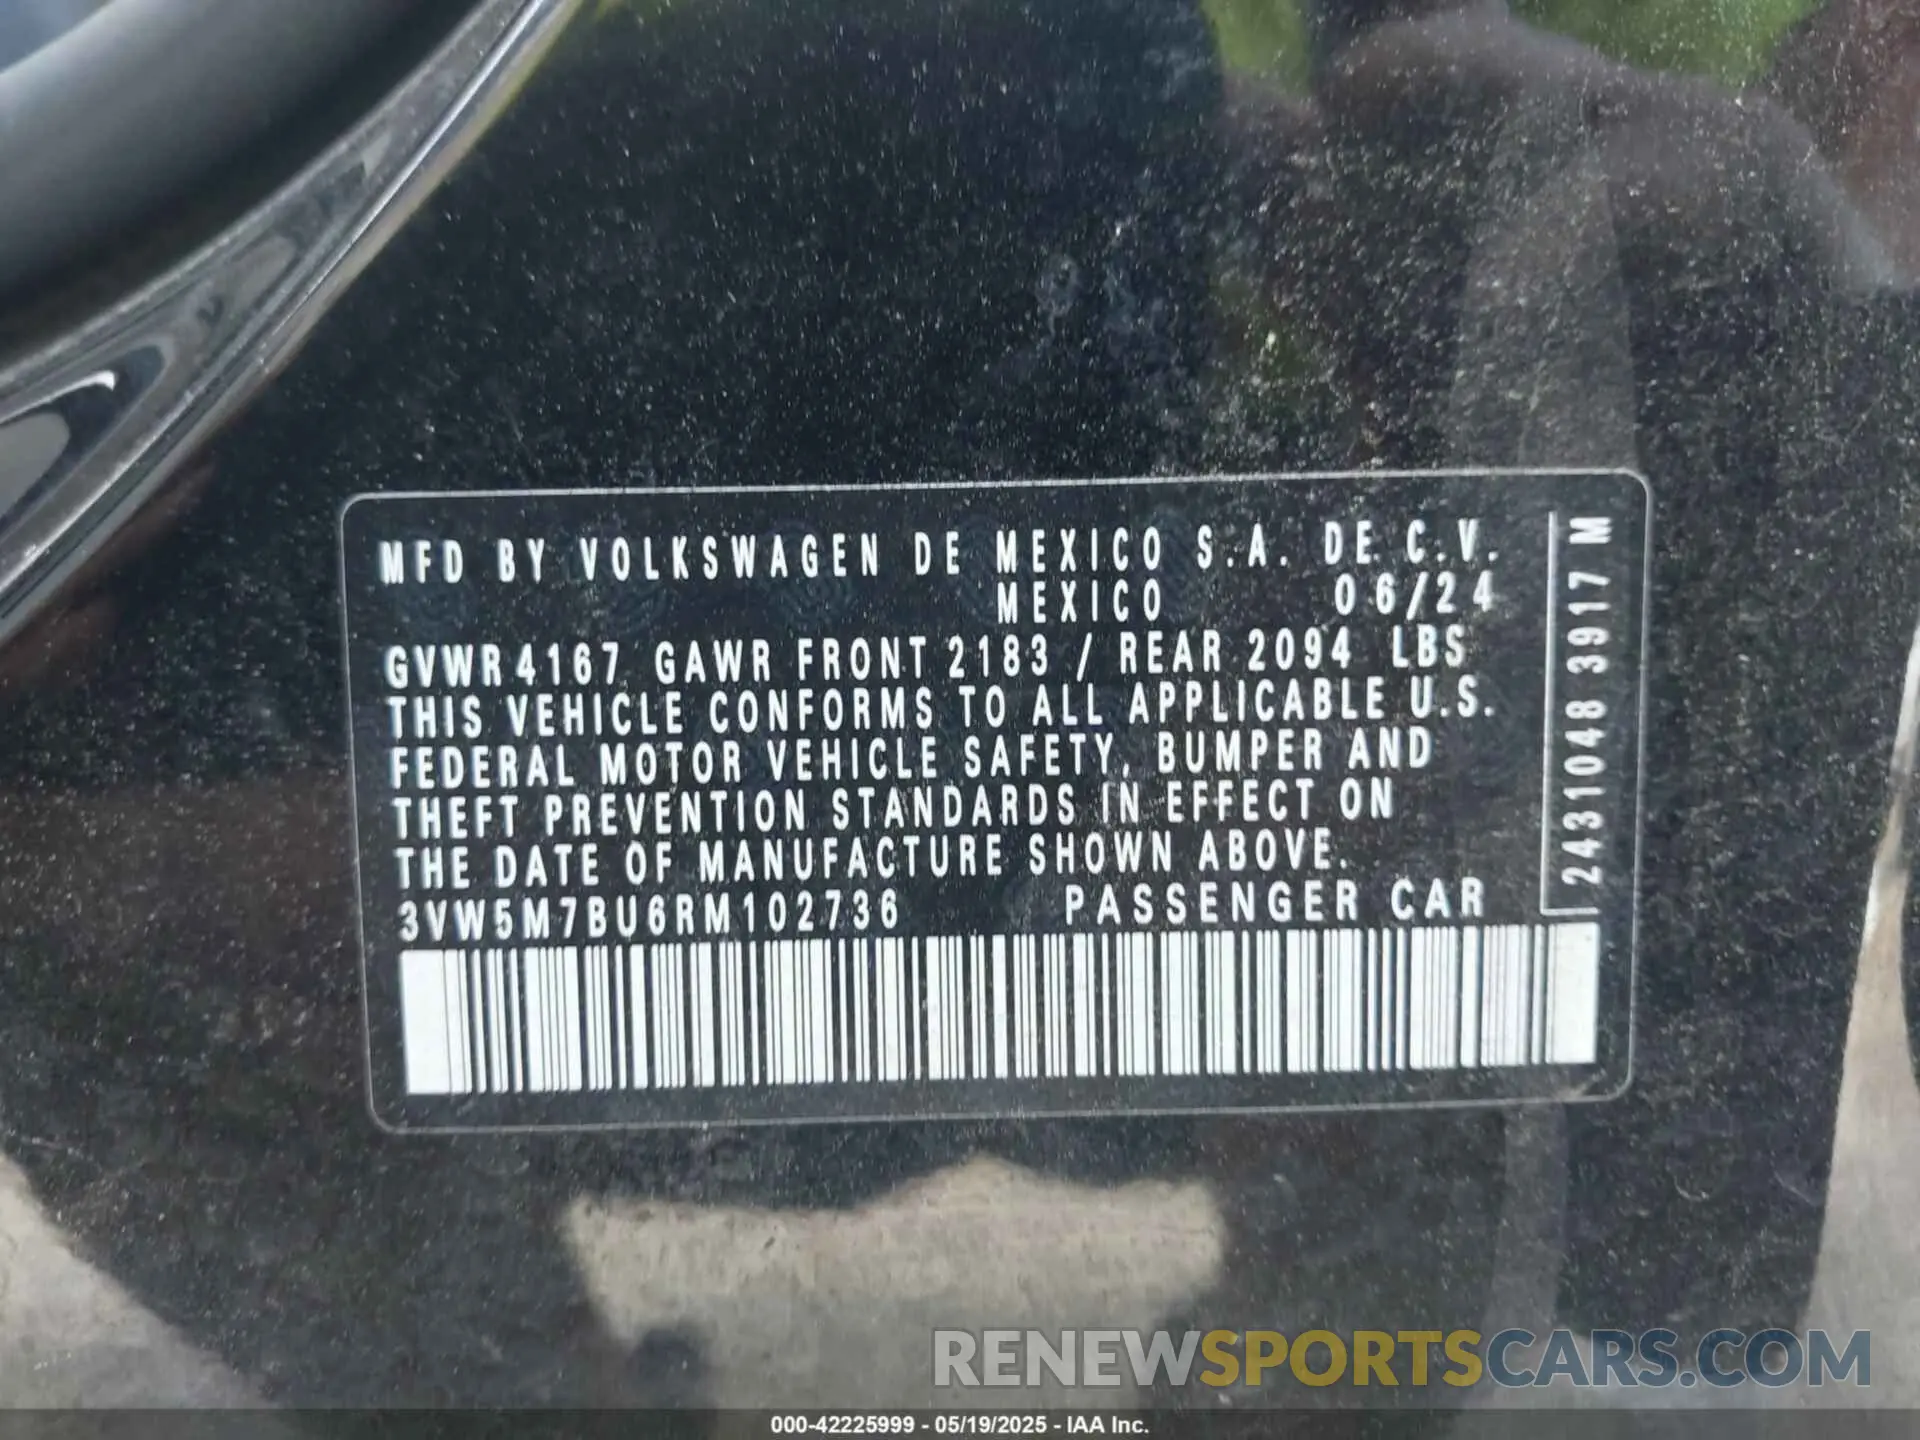 MFD BY VOLKSWAGEN DE MEXICO S.A. DE C.V.
MEXICO 06/24
GVWR 4167 GAWR FRONT 2183 / REAR 2094 LBS
THIS VEHICLE CONFORMS TO ALL APPLICABLE U.S.
FEDERAL MOTOR VEHICLE SAFETY, BUMPER AND
THEFT PREVENTION STANDARDS IN EFFECT ON
THE DATE OF MANUFACTURE SHOWN ABOVE.
3VW5M7BU6RM102736 PASSENGER CAR
24310483917 M
RENEWSPORTSCARS.COM
000-42225999 - 05/19/2025 - IAA Inc.